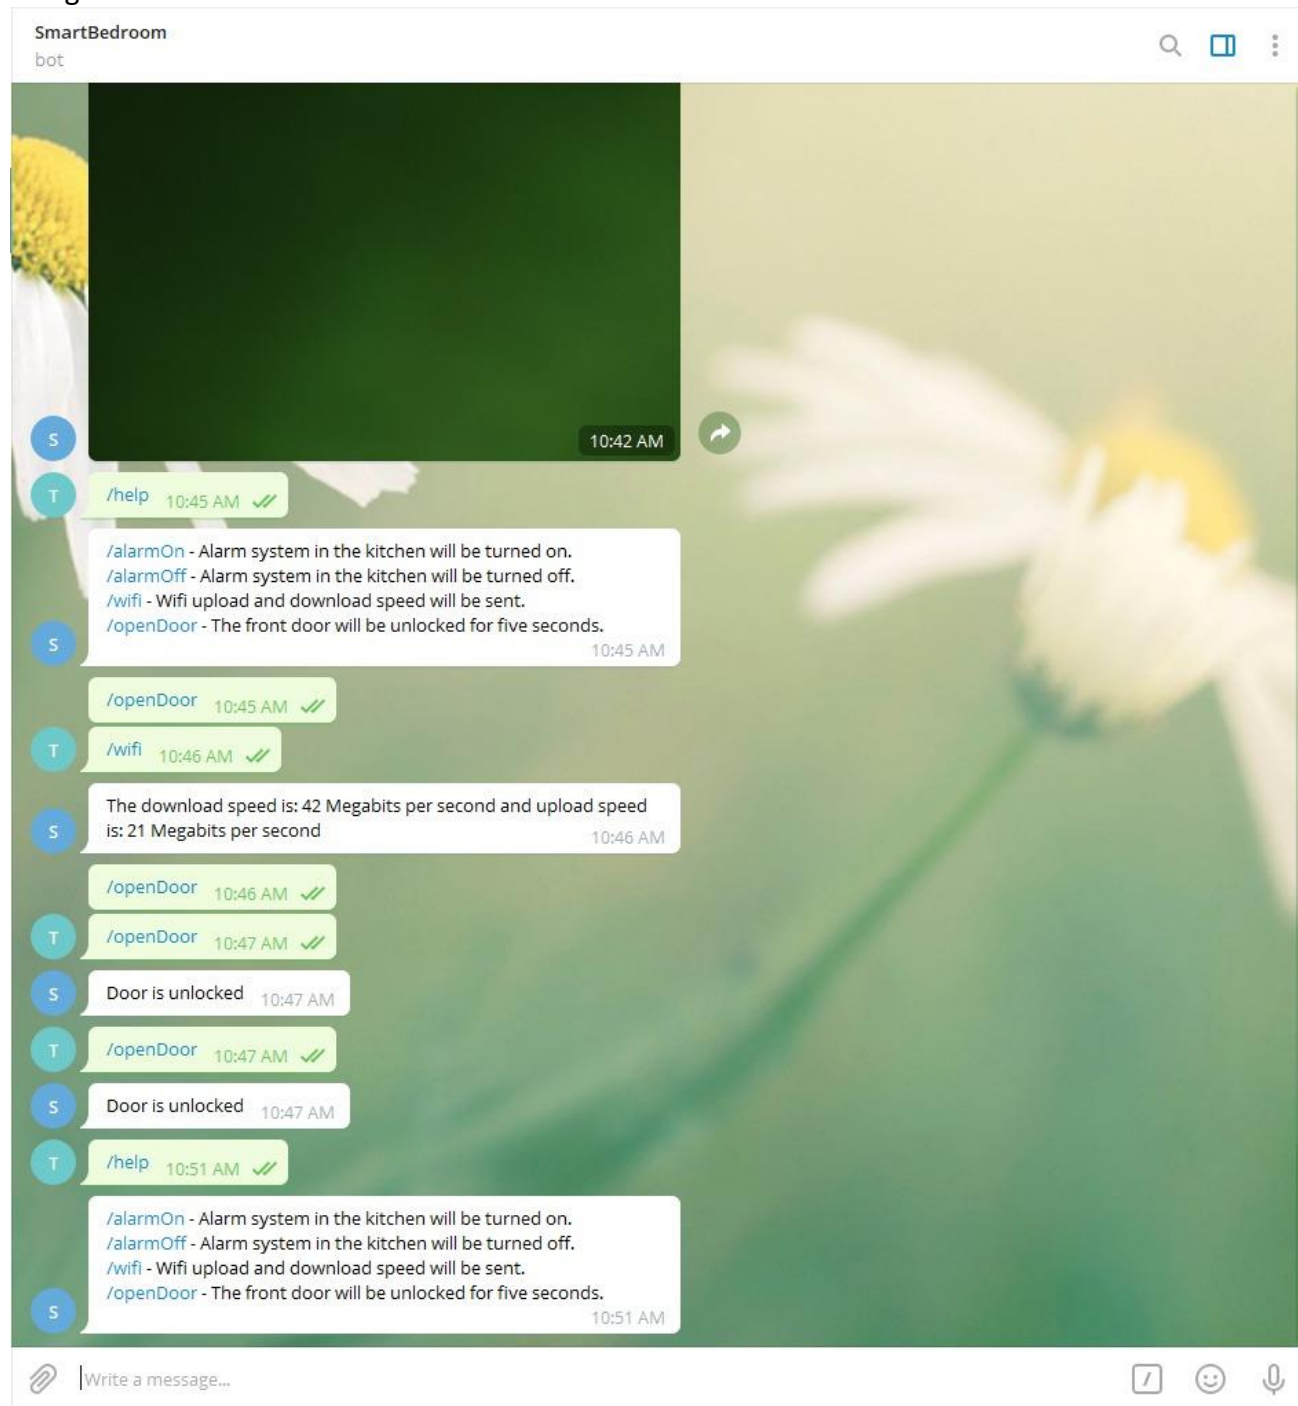 SmartBedroom
bot
10:42 AM
S
T
/help 10:45 AM
/alarmOn - Alarm system in the kitchen will be turned on.
/alarmOff - Alarm system in the kitchen will be turned off.
/wifi - Wifi upload and download speed will be sent.
/openDoor - The front door will be unlocked for five seconds.
S
10:45 AM
/openDoor 10:45 AM
T
/wifi 10:46 AM
The download speed is: 42 Megabits per second and upload speed
is: 21 Megabits per second
S
10:46 AM
/openDoor 10:46 AM
T
/openDoor 10:47 AM
S
Door is unlocked 10:47 AM
T
/openDoor 10:47 AM
S
Door is unlocked 10:47 AM
T
/help 10:51 AM
/alarmOn - Alarm system in the kitchen will be turned on.
/alarmOff - Alarm system in the kitchen will be turned off.
/wifi - Wifi upload and download speed will be sent.
/openDoor - The front door will be unlocked for five seconds.
S
10:51 AM
Write a message...
/